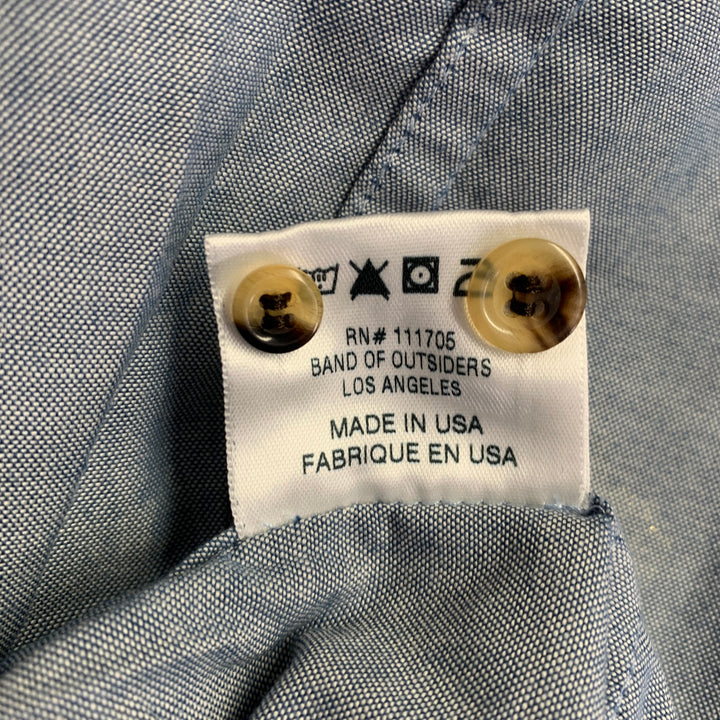 RN# 111705
BAND OF OUTSIDERS
LOS ANGELES
MADE IN USA
FABRIQUE EN USA